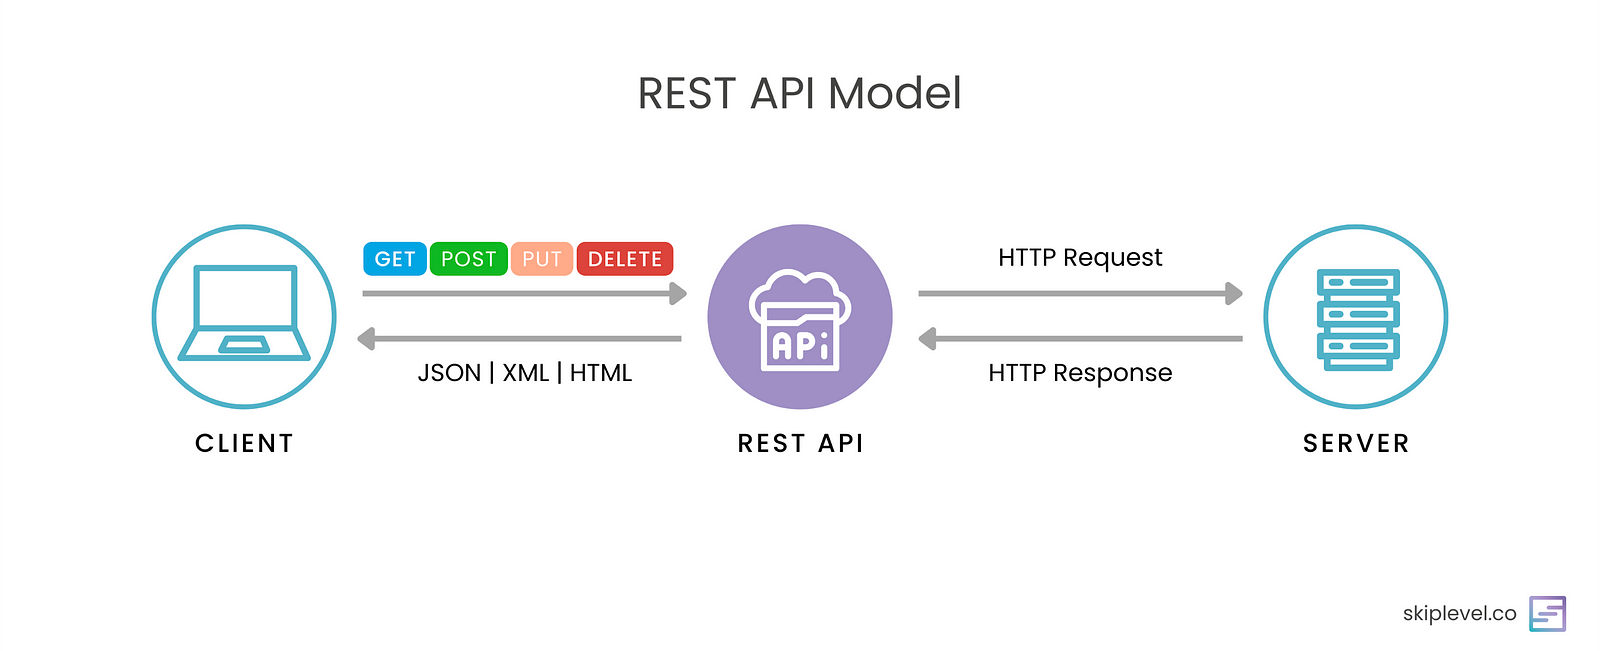 REST API Model
GET POST PUT DELETE
HTTP Request
API
JSON | XML | HTML
HTTP Response
CLIENT
REST API
SERVER
skiplevel.co